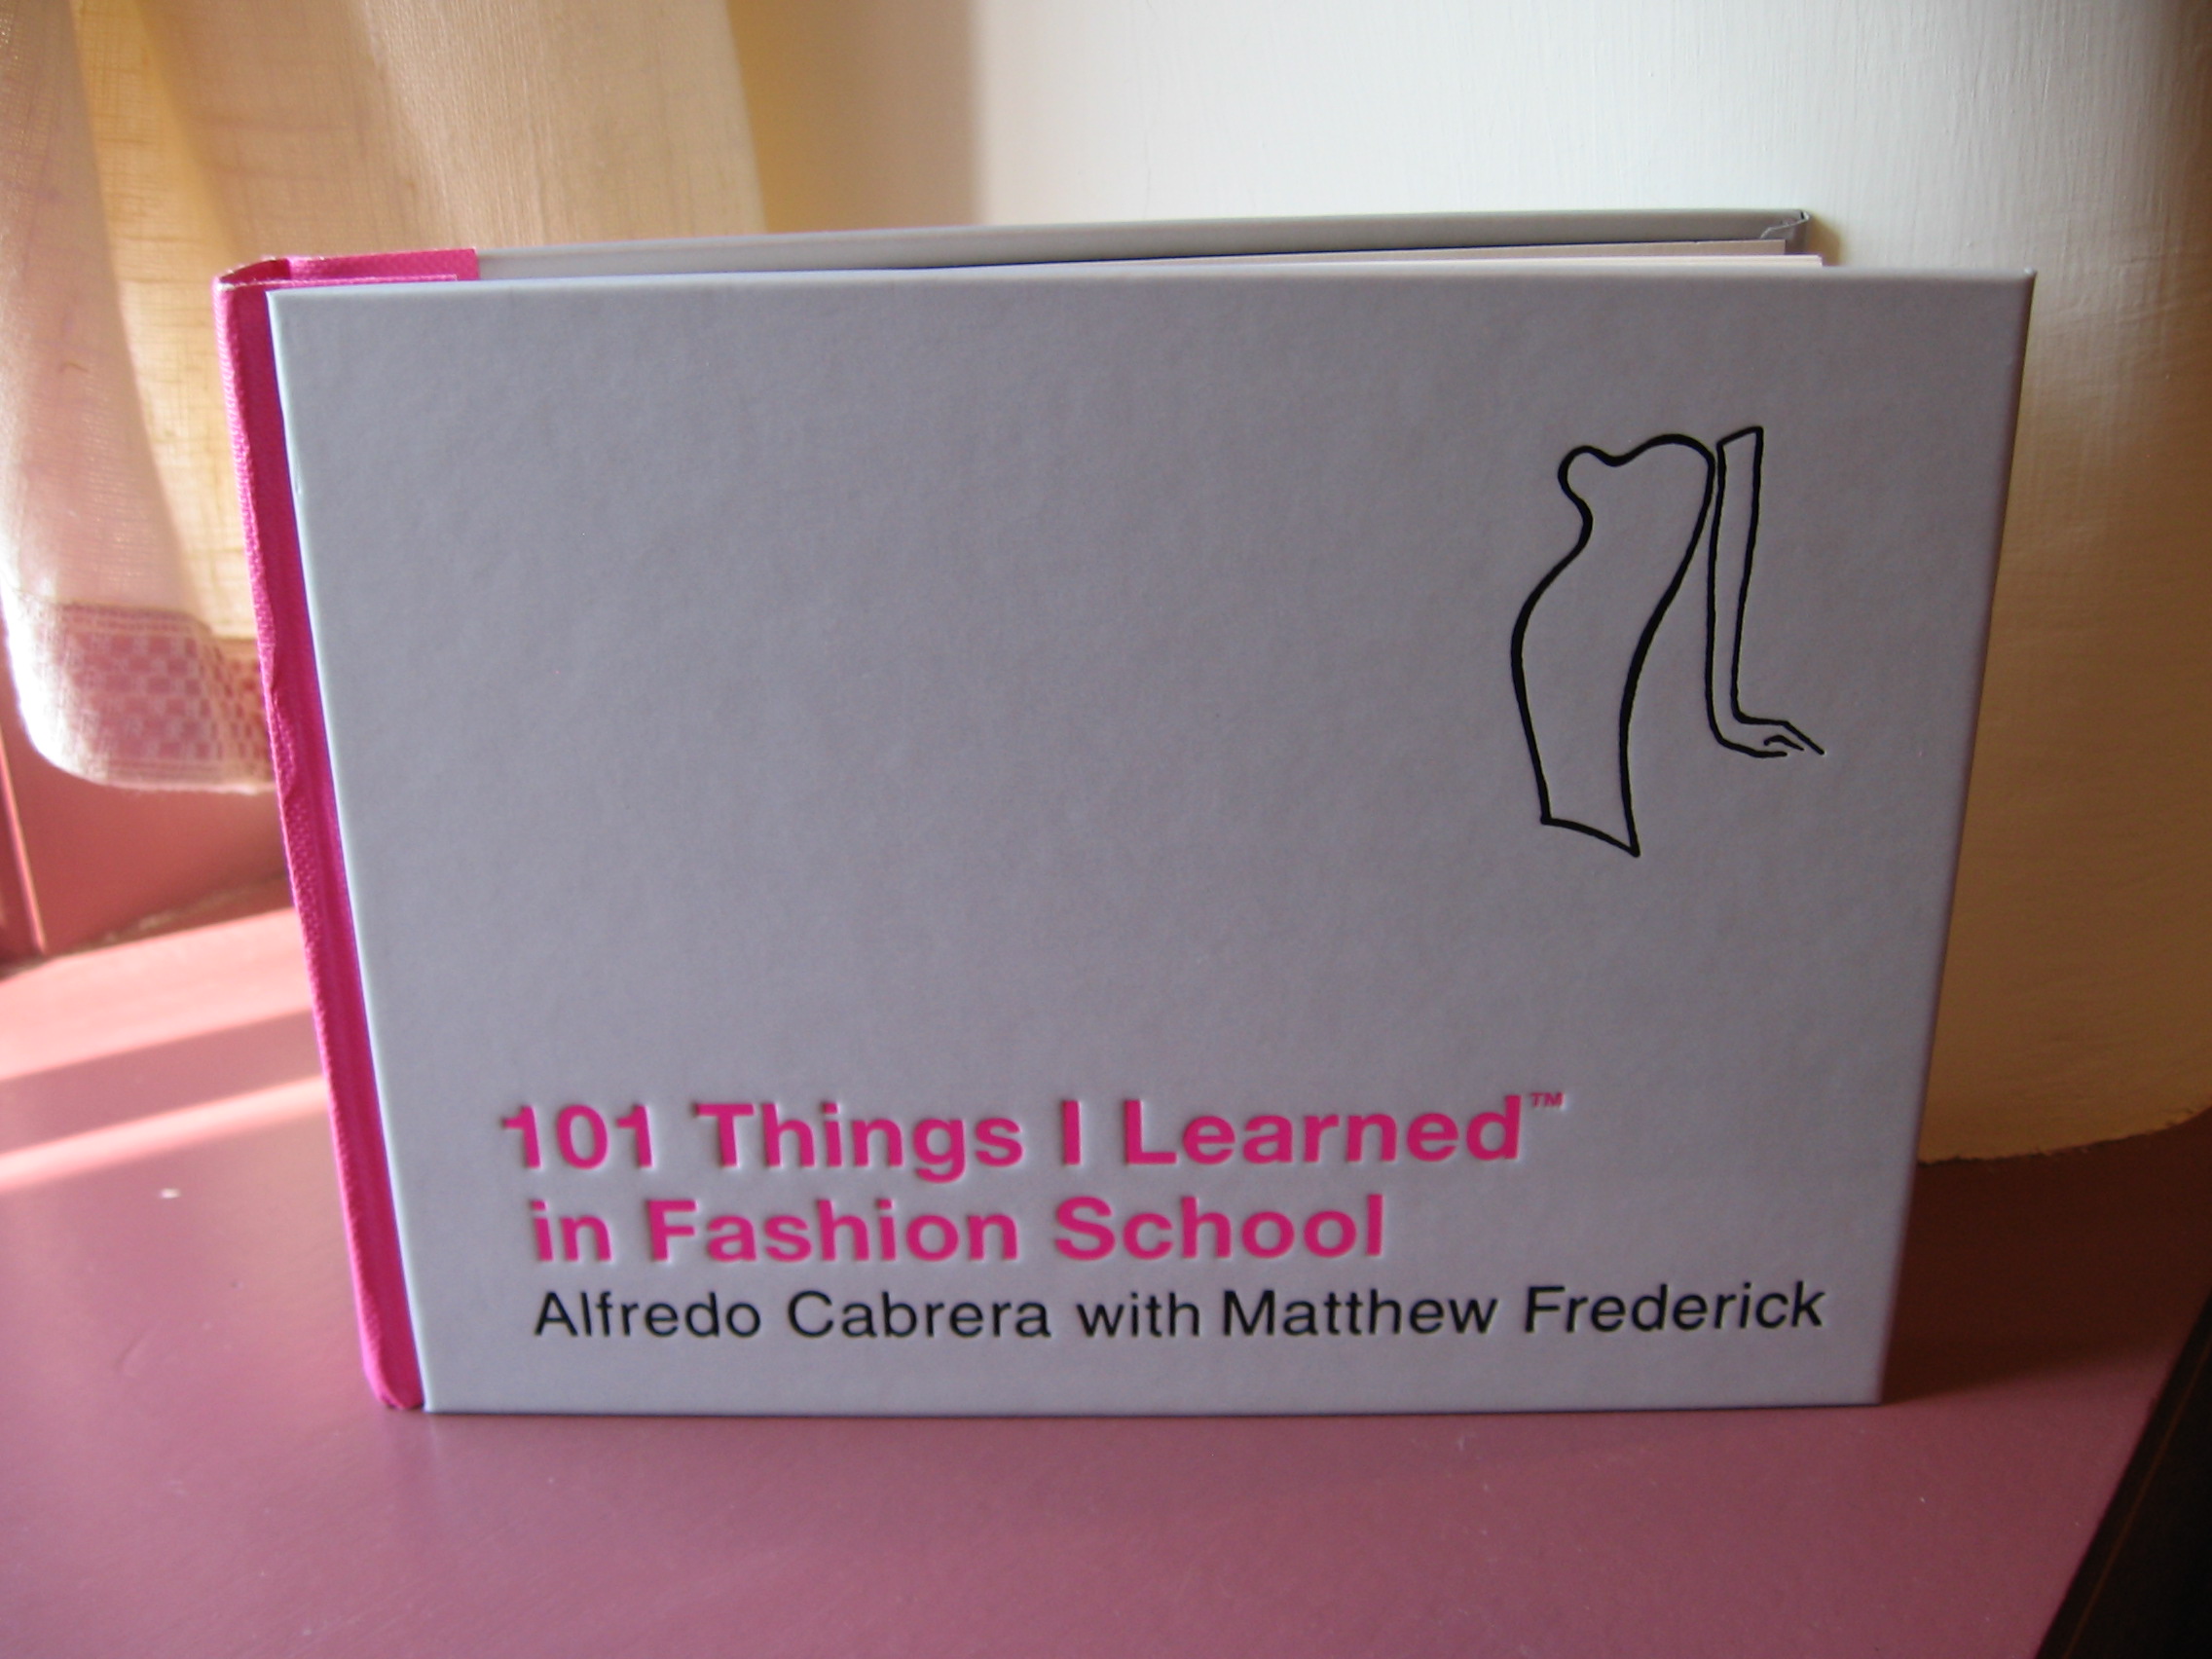 101 Things I Learned™
in Fashion School
Alfredo Cabrera with Matthew Frederick